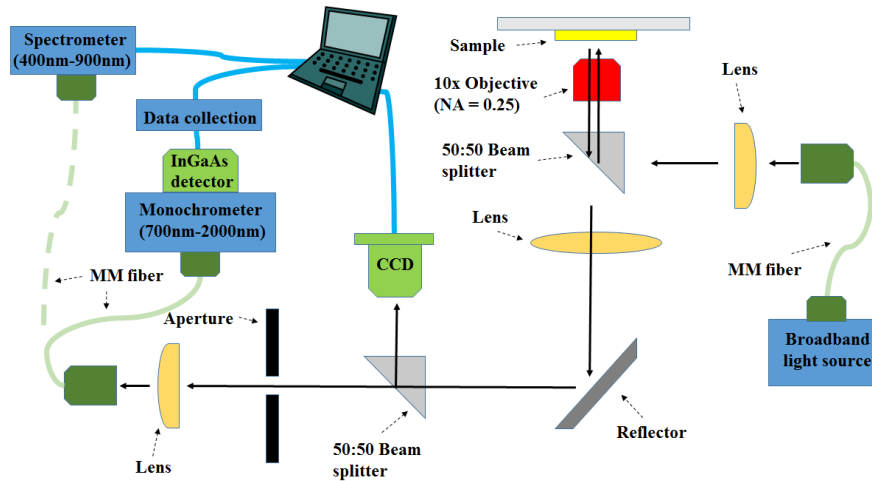 Spectrometer
(400nm-900nm)
Data collection
InGaAs
detector
Monochrometer
(700nm-2000nm)
MM fiber
Aperture
CCD
Lens
50:50 Beam
splitter
Reflector
Sample
10x Objective
(NA = 0.25)
50:50 Beam
splitter
Lens
Lens
MM fiber
Broadband
light source